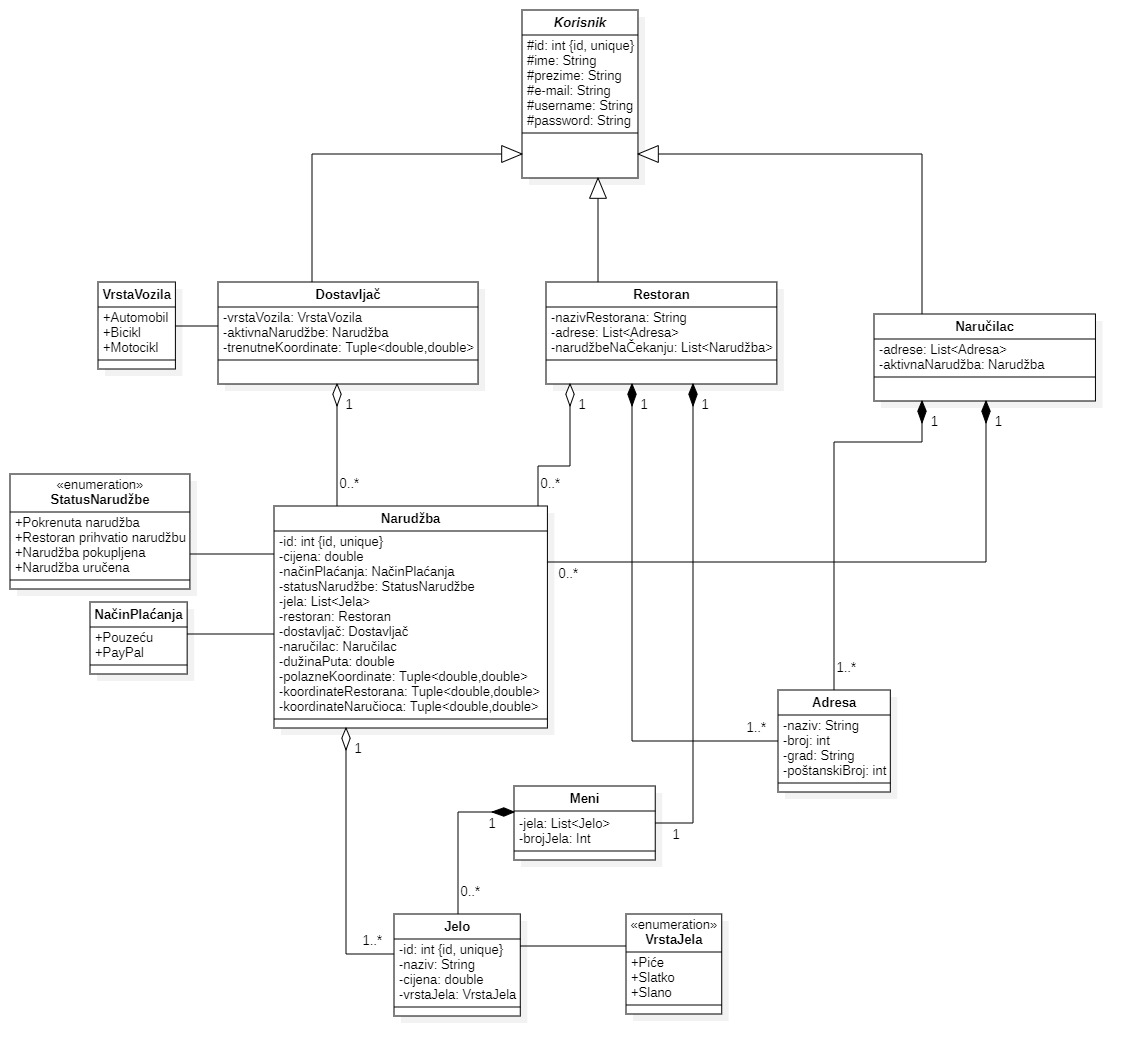 Korisnik
#id: int {id, unique}
#ime: String
#prezime: String
#e-mail: String
#username: String
#password: String
VrstaVozila
+Automobil
+Bicikl
+Motocikl
Dostavljač
-vrstaVozila: VrstaVozila
-aktivnaNarudžbe: Narudžba
-trenutneKoordinate: Tuple<double,double>
Restoran
-nazivRestorana: String
-adrese: List<Adresa>
-narudžbeNaČekanju: List<Narudžba>
Naručilac
-adrese: List<Adresa>
-aktivnaNarudžba: Narudžba
1
1
1
1
1
1
0..*
0..*
«enumeration»
StatusNarudžbe
+Pokrenuta narudžba
+Restoran prihvatio narudžbu
+Narudžba pokupljena
+Narudžba uručena
NačinPlaćanja
+Pouzeću
+PayPal
Narudžba
-id: int {id, unique}
-cijena: double
-načinPlaćanja: NačinPlaćanja
-statusNarudžbe: StatusNarudžbe
-jela: List<Jela>
-restoran: Restoran
-dostavljač: Dostavljač
-naručilac: Naručilac
-dužinaPuta: double
-polazneKoordinate: Tuple<double,double>
-koordinateRestorana: Tuple<double,double>
-koordinateNaručioca: Tuple<double,double>
0..*
1..*
1..*
Adresa
-naziv: String
-broj: int
-grad: String
-poštanskiBroj: int
1
Meni
-jela: List<Jelo>
-brojJela: Int
1
1
0..*
1..*
Jelo
-id: int {id, unique}
-naziv: String
-cijena: double
-vrstaJela: VrstaJela
«enumeration»
VrstaJela
+Piće
+Slatko
+Slano